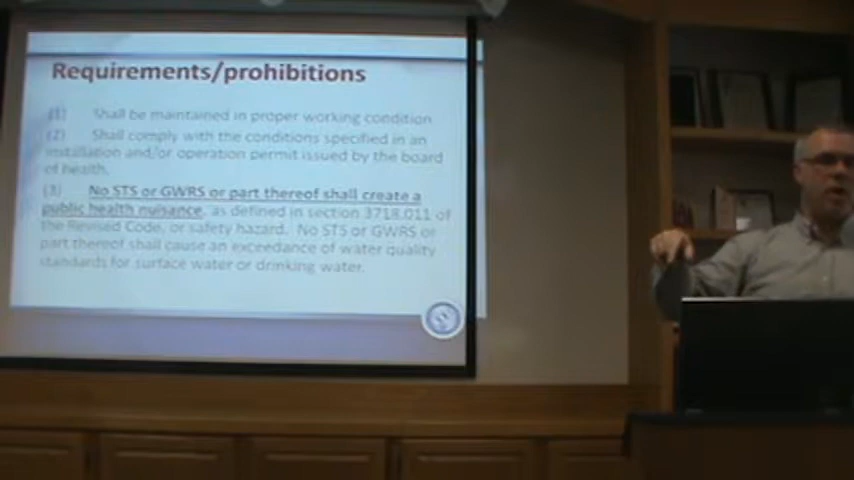 Requirements/prohibitions
(1) Shall be maintained in proper working condition
(2) Shall comply with the conditions specified in an
installation and/or operation permit issued by the board
of health.
(3) No STS or GWRS or part thereof shall create a
public health nuisance, as defined in section 3718.011 of
the Revised Code, or safety hazard. No STS or GWRS or
part thereof shall cause an exceedance of water quality
standards for surface water or drinking water.